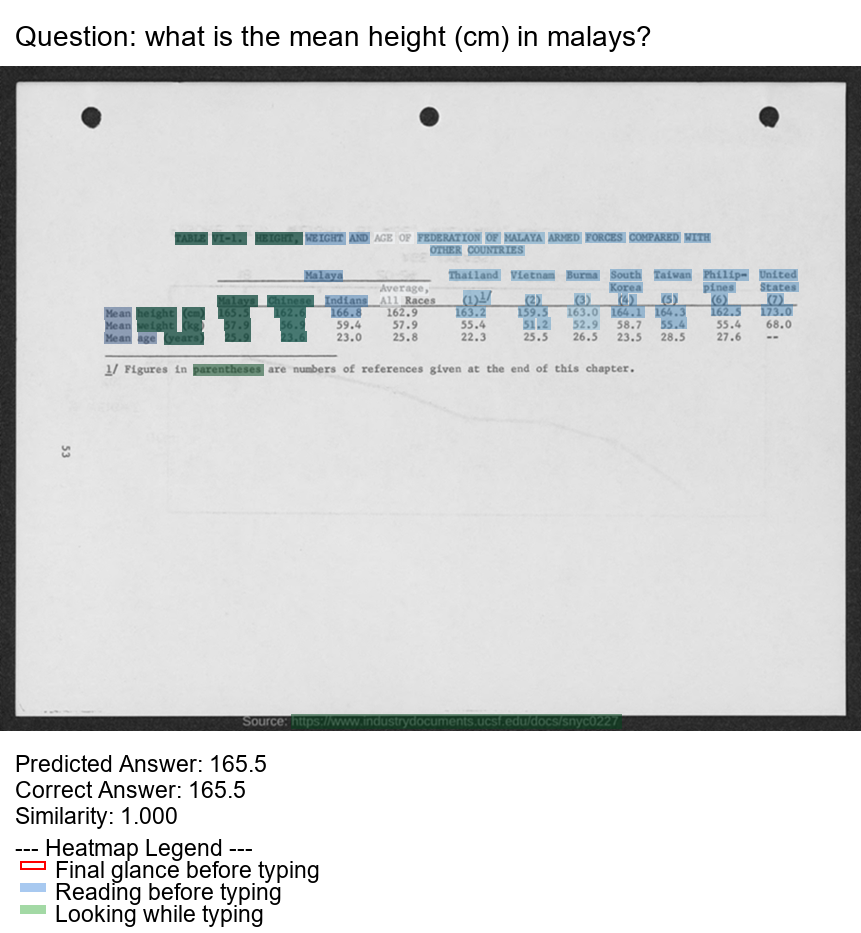 Question: what is the mean height (cm) in malays?
TABLE VI-1. HEIGHT, WEIGHT AND AGE OF FEDERATION OF MALAYA ARMED FORCES COMPARED WITH
OTHER COUNTRIES
Malaya Thailand Vietnam Burma South Taiwan Philip- United
Average, Korea pines States
Malays Chinese Indians All Races (1)1/ (2) (3) (4) (5) (6) (7)
Mean height (cm) 165.5 162.6 166.8 162.9 163.2 159.5 163.0 164.1 164.3 162.5 173.0
Mean weight (kg) 57.9 56.9 59.4 57.9 55.4 51.2 52.9 58.7 55.4 55.4 68.0
Mean age (years) 25.9 23.6 23.0 25.8 22.3 25.5 26.5 23.5 28.5 27.6 --
1/ Figures in parentheses are numbers of references given at the end of this chapter.
53
Source: https://www.industrydocuments.ucsf.edu/docs/snyc0227
Predicted Answer: 165.5
Correct Answer: 165.5
Similarity: 1.000
--- Heatmap Legend ---
Final glance before typing
Reading before typing
Looking while typing